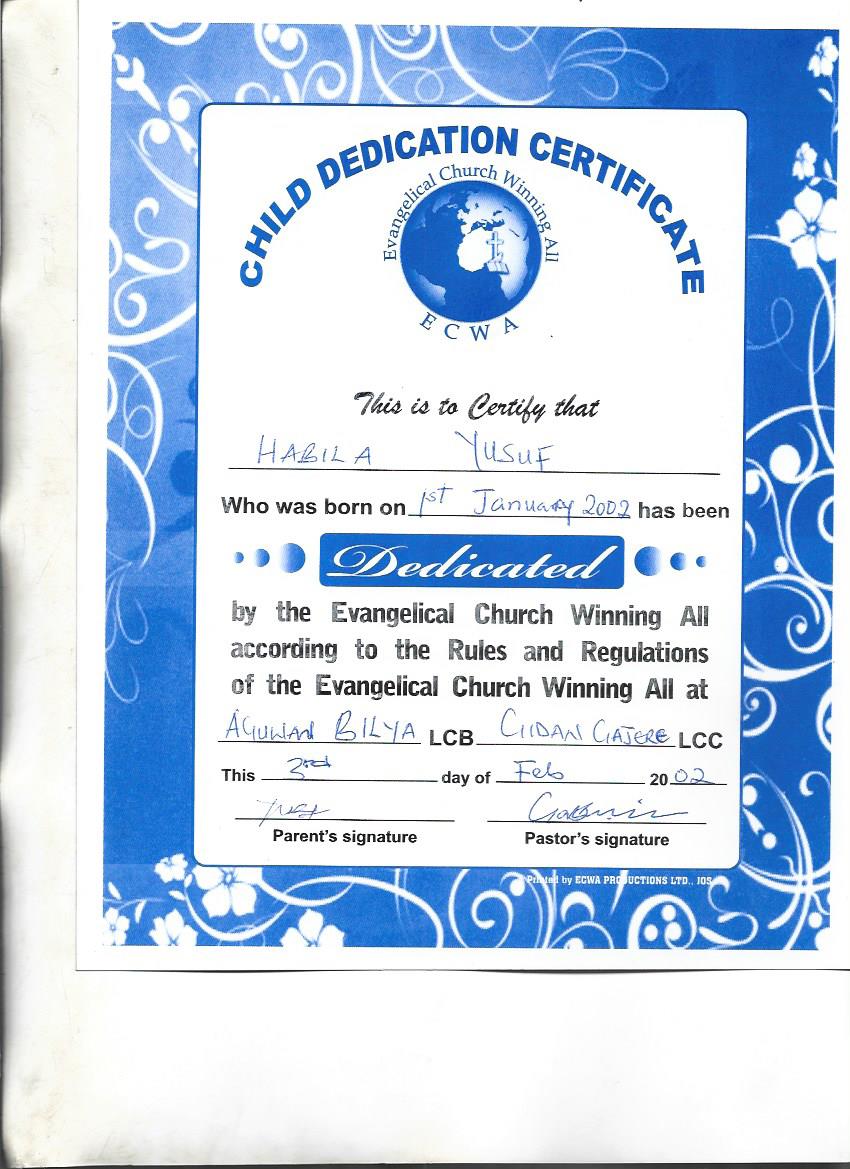 CHILD DEDICATION CERTIFICATE
Evangelical Church Winning All
ECWA
This is to Certify that
HABILA YUSUF
Who was born on 1st January 2002 has been
Dedicated
by the Evangelical Church Winning All
according to the Rules and Regulations
of the Evangelical Church Winning All at
AGUWAN BILYA LCB GIDAN GAJERE LCC
This 3rd day of Feb 2002
Parent's signature Pastor's signature
Printed by ECWA PRODUCTIONS LTD., JOS